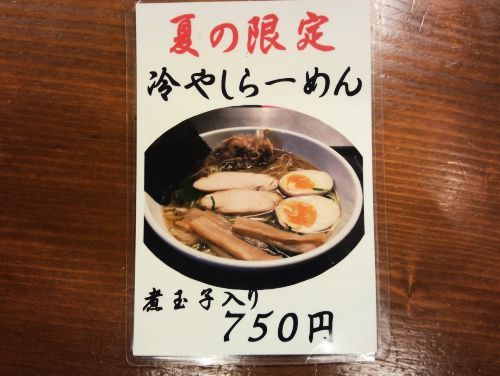 夏の限定
冷やしらーめん
煮玉子入り
750円